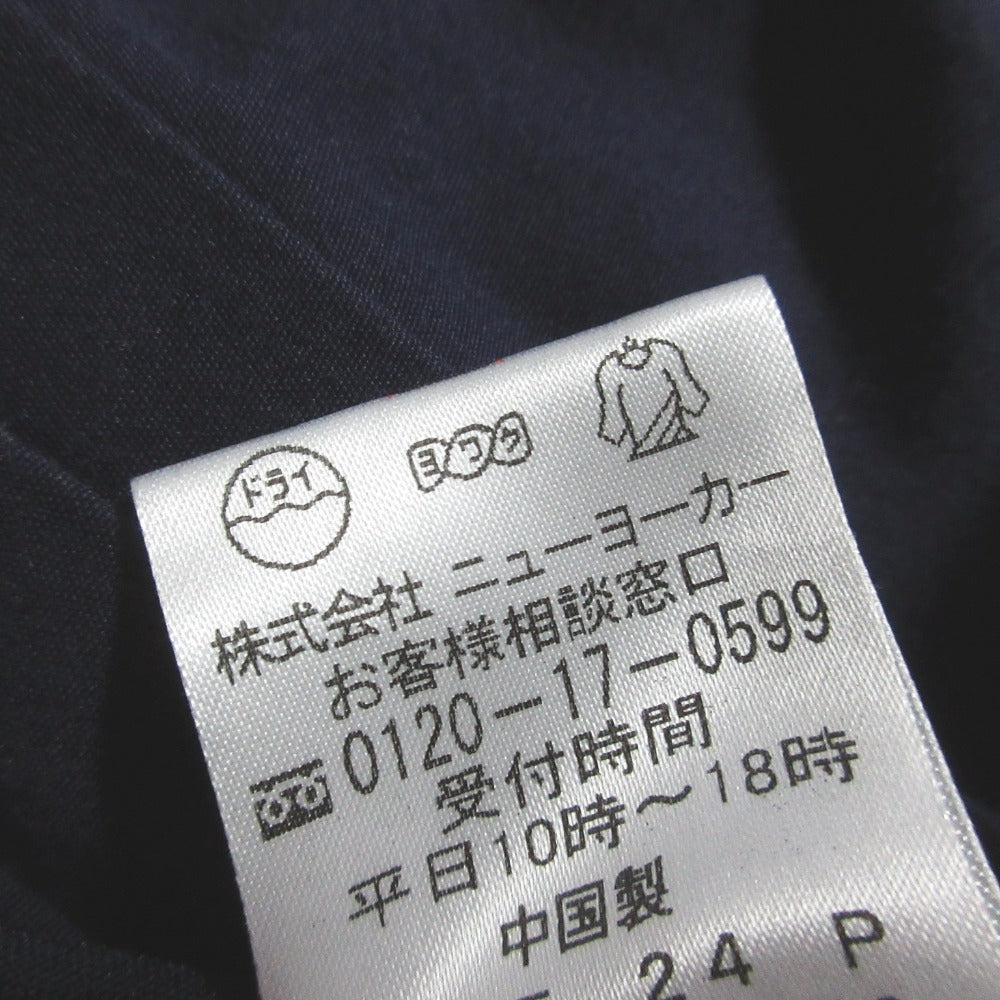 ドライ ヨワク
株式会社 ニューヨーカー
お客様相談窓口
0120-17-0599
受付時間
平日10時～18時
中国製
24 P